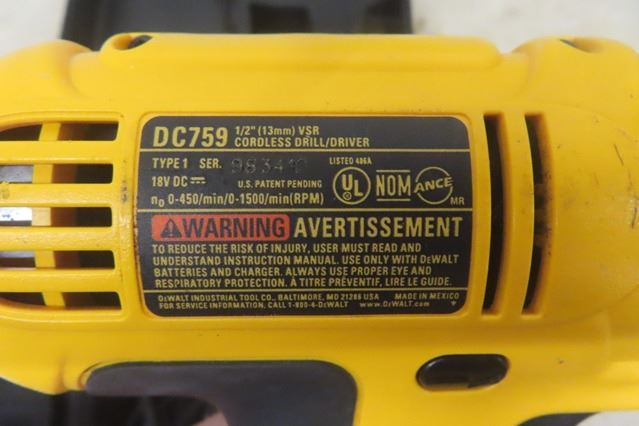 DC759 1/2" (13mm) VSR
CORDLESS DRILL/DRIVER
TYPE 1 SER. LISTED 406A
18V DC U.S. PATENT PENDING UL NOM ANCE MR
n0 0-450/min/0-1500/min(RPM)
WARNING AVERTISSEMENT
TO REDUCE THE RISK OF INJURY, USER MUST READ AND
UNDERSTAND INSTRUCTION MANUAL. USE ONLY WITH DEWALT
BATTERIES AND CHARGER. ALWAYS USE PROPER EYE AND
RESPIRATORY PROTECTION. À TITRE PRÉVENTIF, LIRE LE GUIDE.
DEWALT INDUSTRIAL TOOL CO., BALTIMORE, MD 21286 USA MADE IN MEXICO
FOR SERVICE INFORMATION, CALL 1-800-4-DEWALT www.DEWALT.com